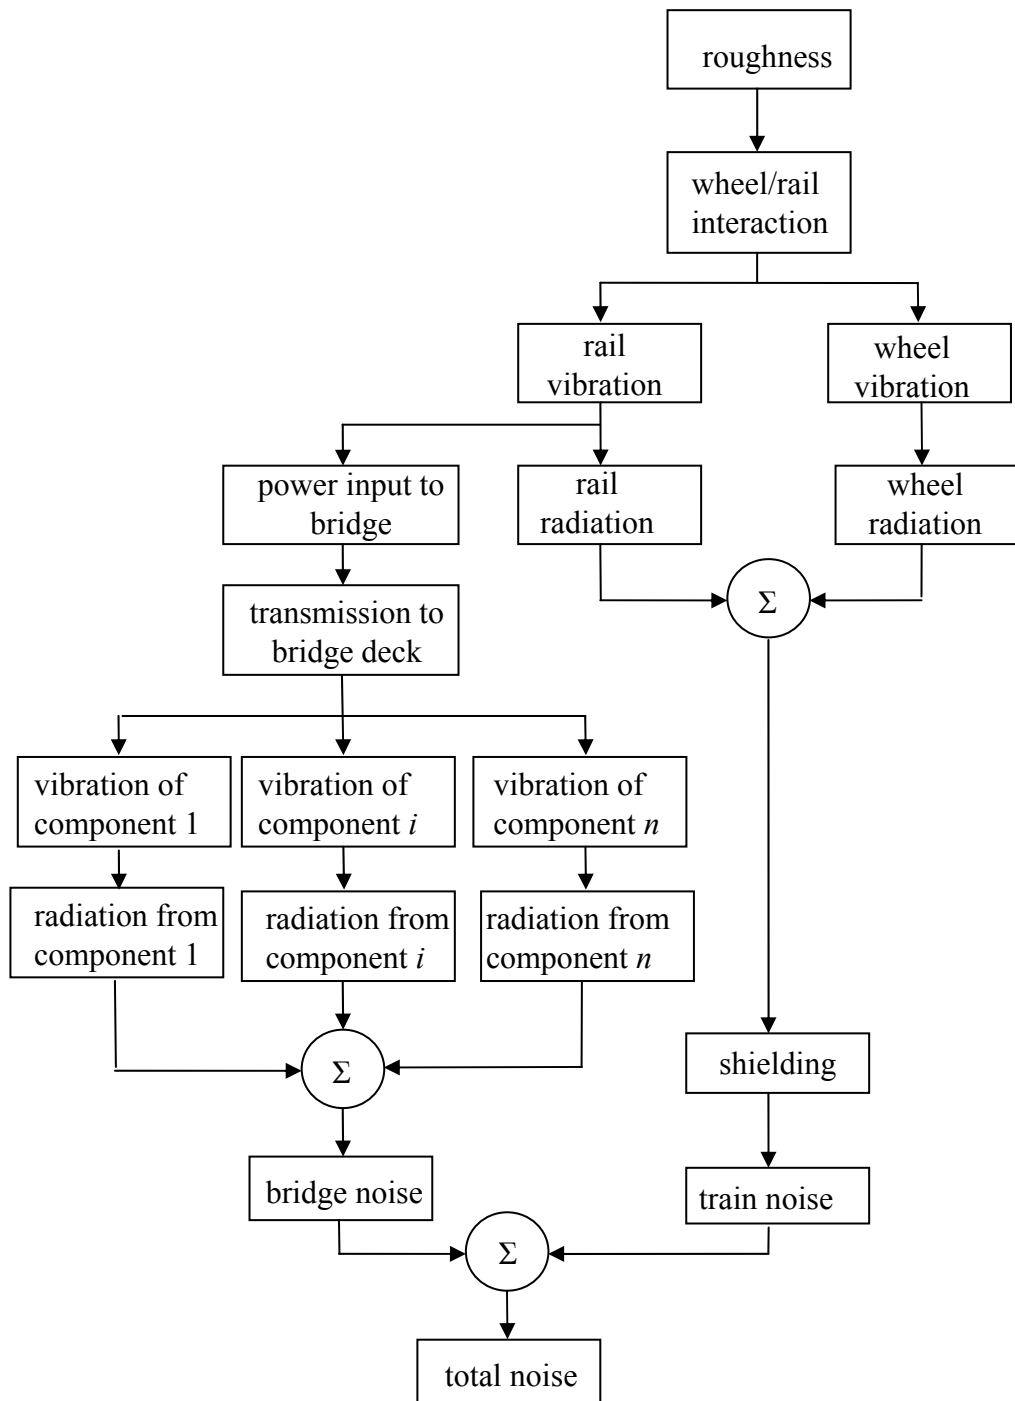 roughness
wheel/rail
interaction
rail
vibration
wheel
vibration
power input to
bridge
rail
radiation
wheel
radiation
Σ
transmission to
bridge deck
vibration of
component 1
vibration of
component i
vibration of
component n
radiation from
component 1
radiation from
component i
radiation from
component n
Σ
shielding
bridge noise
train noise
Σ
total noise